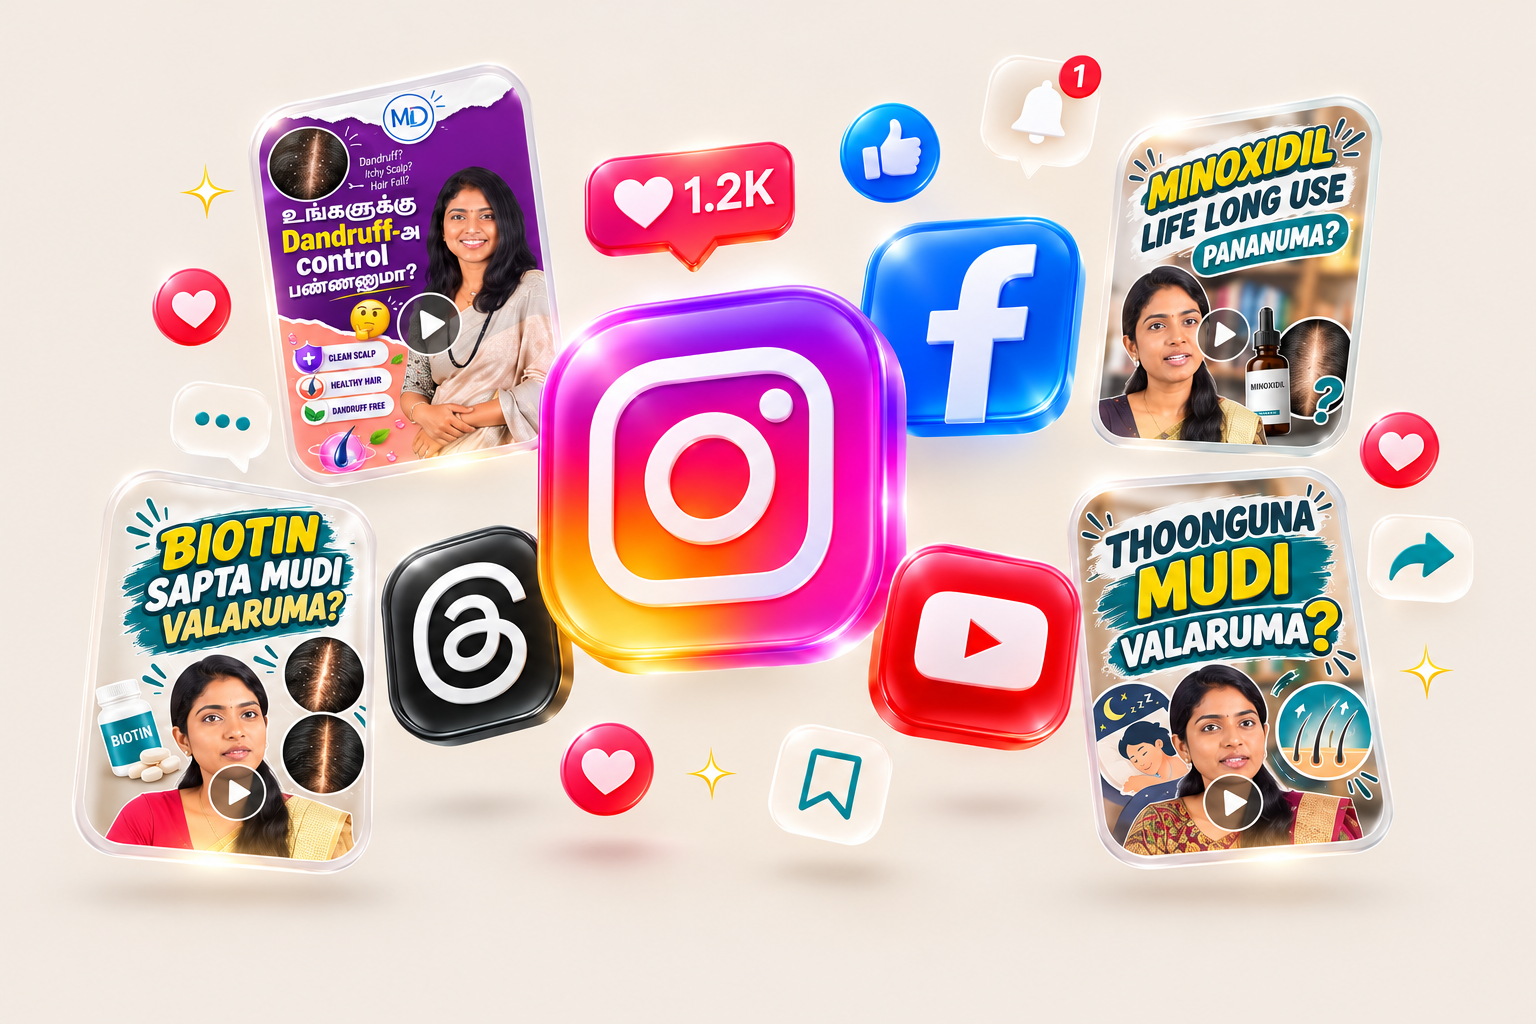 MD
Dandruff?
Itchy Scalp?
Hair Fall?
உங்களுக்கு
Dandruff-அ
control
பண்ணணுமா?
CLEAN SCALP
HEALTHY HAIR
DANDRUFF FREE
1.2K
1
MINOXIDIL
LIFE LONG USE
PANANUMA?
MINOXIDIL
?
BIOTIN
SAPTA MUDI
VALARUMA?
BIOTIN
THOONGUNA
MUDI
VALARUMA?
z z z